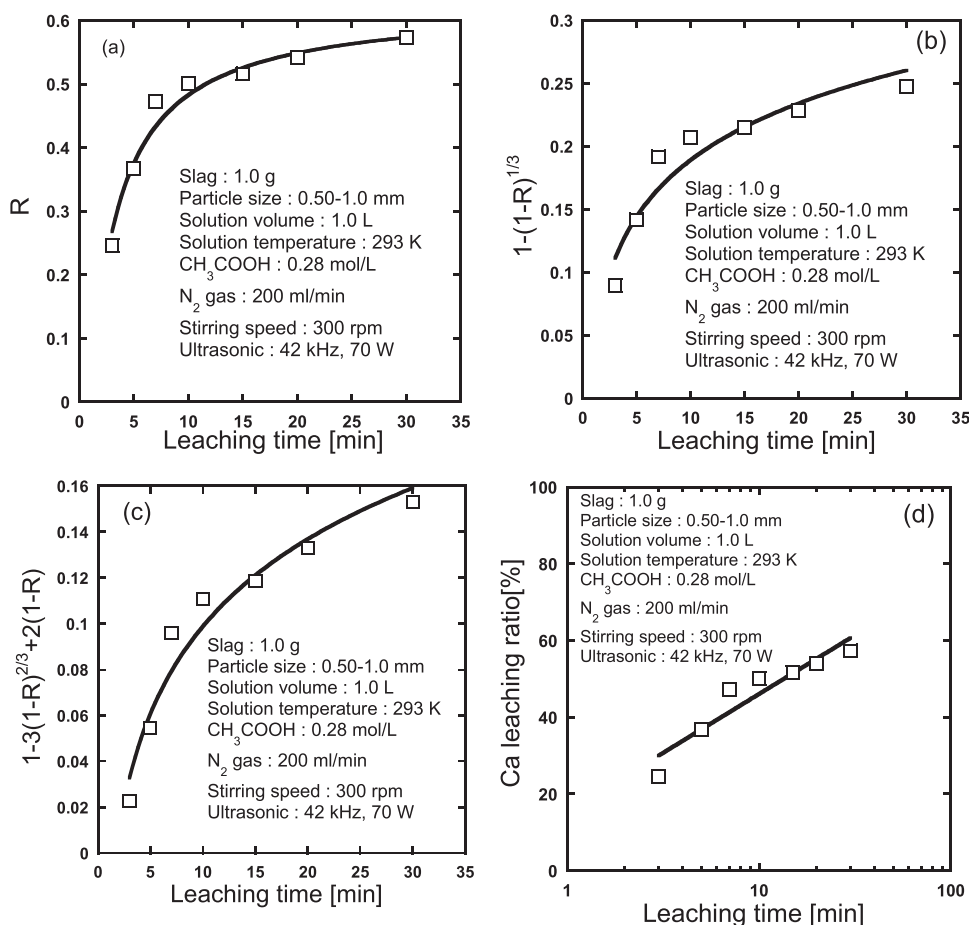 (a)
R
0.6
0.5
0.4
0.3
0.2
0.1
0
Slag : 1.0 g
Particle size : 0.50-1.0 mm
Solution volume : 1.0 L
Solution temperature : 293 K
CH₃COOH : 0.28 mol/L
N₂ gas : 200 ml/min
Stirring speed : 300 rpm
Ultrasonic : 42 kHz, 70 W
0 5 10 15 20 25 30 35
Leaching time [min]
(b)
1-(1-R)^1/3
0.3
0.25
0.2
0.15
0.1
0.05
0
Slag : 1.0 g
Particle size : 0.50-1.0 mm
Solution volume : 1.0 L
Solution temperature : 293 K
CH₃COOH : 0.28 mol/L
N₂ gas : 200 ml/min
Stirring speed : 300 rpm
Ultrasonic : 42 kHz, 70 W
0 5 10 15 20 25 30 35
Leaching time [min]
(c)
1-3(1-R)^2/3+2(1-R)
0.16
0.14
0.12
0.1
0.08
0.06
0.04
0.02
0
Slag : 1.0 g
Particle size : 0.50-1.0 mm
Solution volume : 1.0 L
Solution temperature : 293 K
CH₃COOH : 0.28 mol/L
N₂ gas : 200 ml/min
Stirring speed : 300 rpm
Ultrasonic : 42 kHz, 70 W
0 5 10 15 20 25 30 35
Leaching time [min]
(d)
Ca leaching ratio[%]
100
80
60
40
20
0
Slag : 1.0 g
Particle size : 0.50-1.0 mm
Solution volume : 1.0 L
Solution temperature : 293 K
CH₃COOH : 0.28 mol/L
N₂ gas : 200 ml/min
Stirring speed : 300 rpm
Ultrasonic : 42 kHz, 70 W
1 10 100
Leaching time [min]